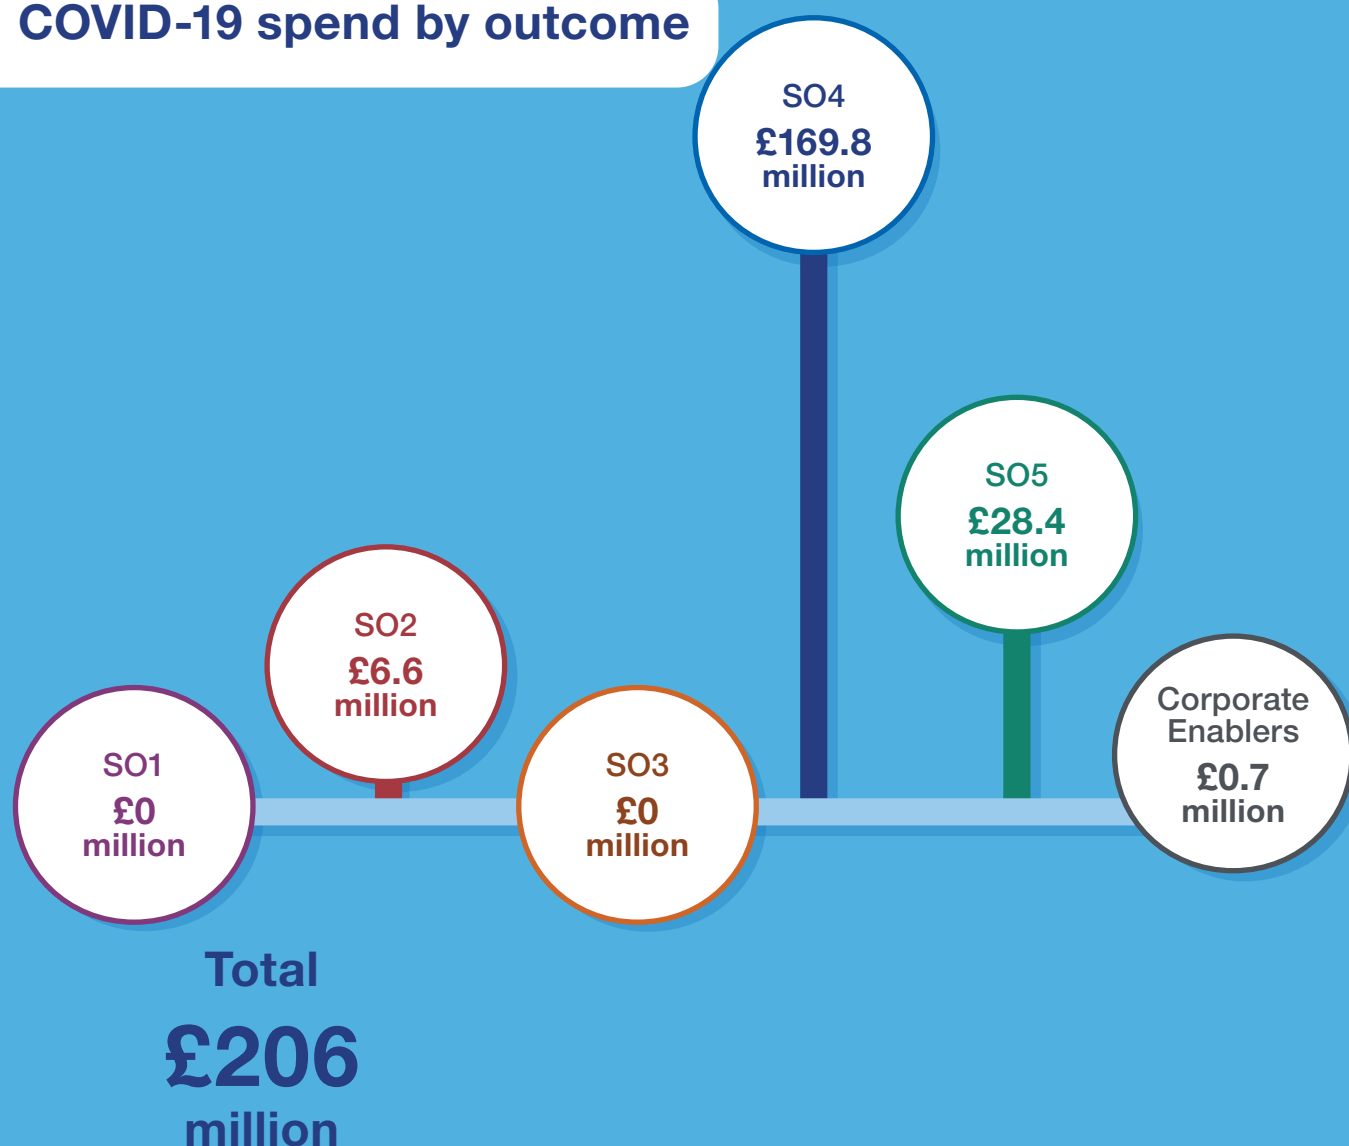 COVID-19 spend by outcome
SO4
£169.8
million
SO5
£28.4
million
SO2
£6.6
million
Corporate
Enablers
£0.7
million
SO1
£0
million
SO3
£0
million
Total
£206
million